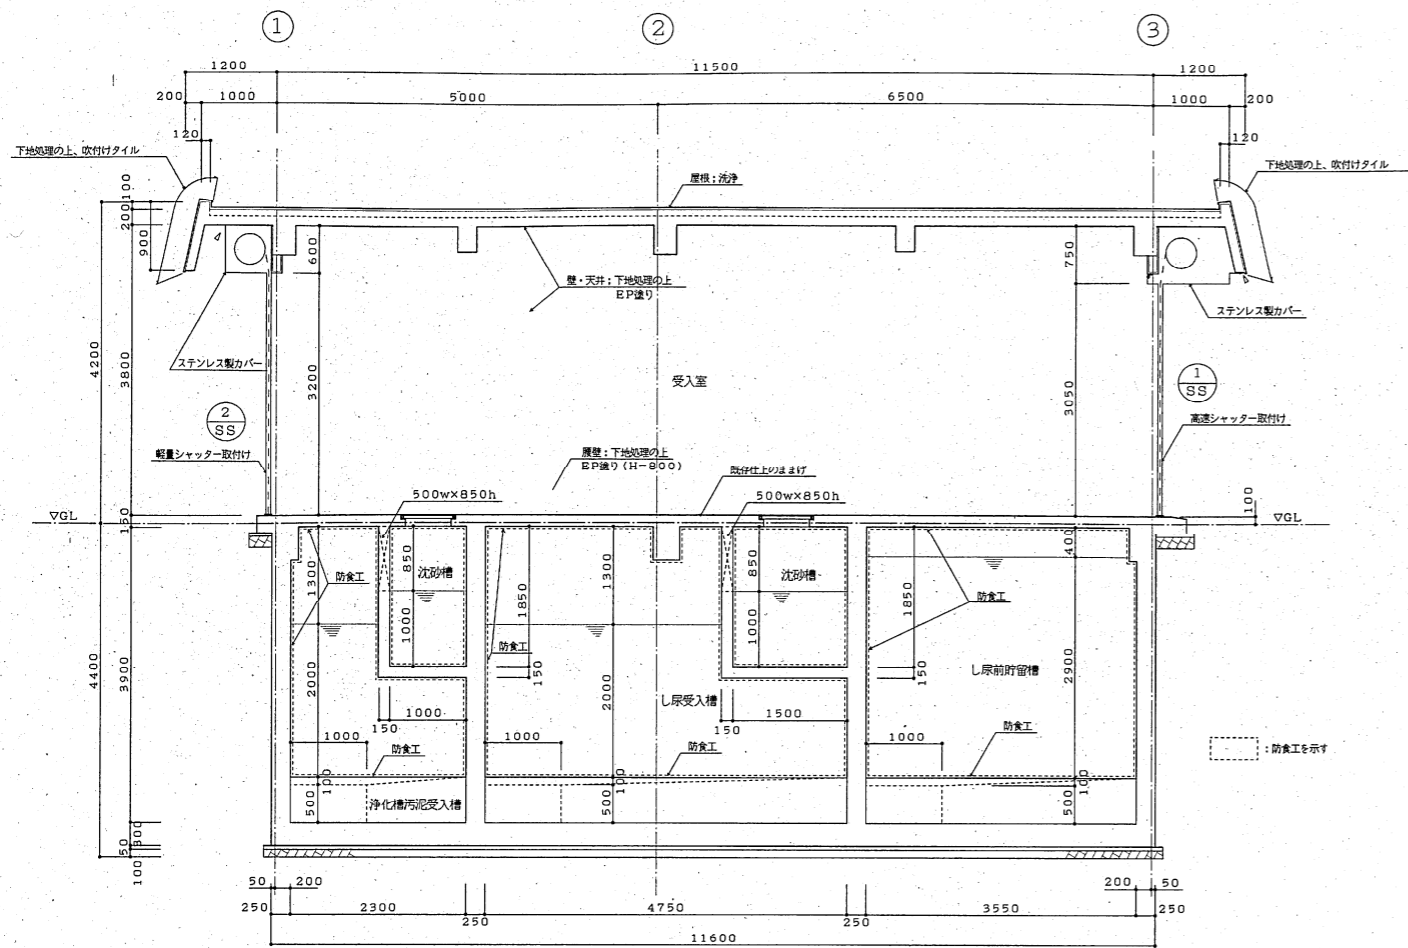 1
2
3
1200
11500
1200
200
1000
5000
6500
1000
200
120
120
下地処理の上、吹付けタイル
下地処理の上、吹付けタイル
屋根；洗浄
100
200
900
600
750
壁・天井；下地処理の上
EP塗り
ステンレス製カバー
ステンレス製カバー
4200
3800
3200
受入室
3050
1
SS
2
SS
高速シャッター取付け
軽量シャッター取付け
腰壁：下地処理の上
EP塗り（H-800）
既存仕上のままげ
500w×850h
500w×850h
100
▽GL
▽GL
150
1300
850
沈砂槽
1300
850
沈砂槽
400
防食工
1850
1850
防食工
1000
1000
防食工
150
150
4400
3900
2000
2000
2900
し尿受入槽
し尿前貯留槽
1000
150
1500
150
1000
1000
1000
防食工
防食工
防食工
：防食工を示す
500
100
浄化槽汚泥受入槽
500
100
500
100
300
50
100
50
200
200
50
250
2300
250
4750
250
3550
250
11600